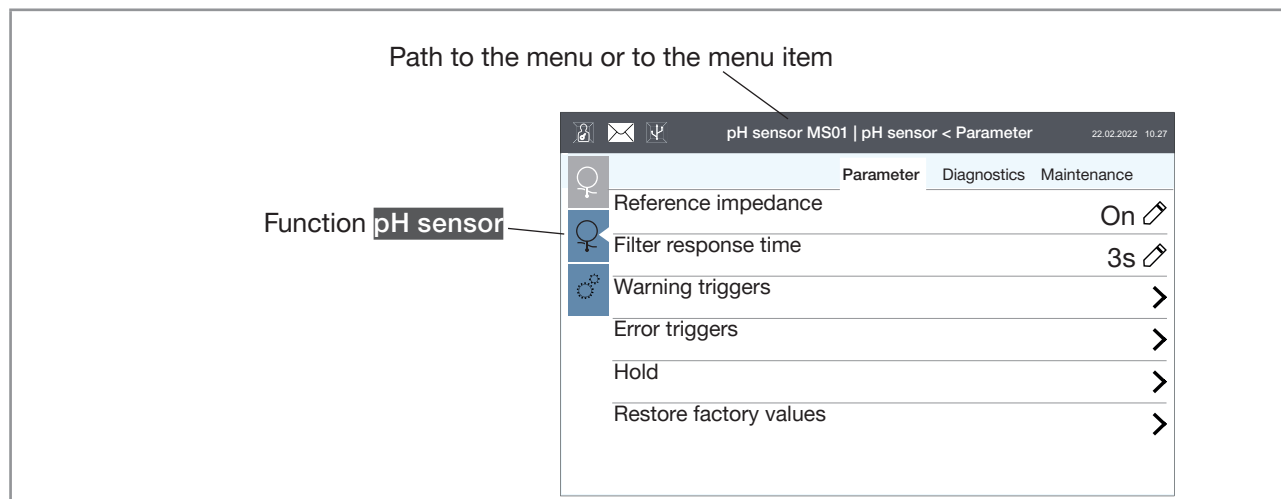 Path to the menu or to the menu item
pH sensor MS01 | pH sensor < Parameter 22.02.2022 10.27
Parameter Diagnostics Maintenance
Reference impedance On
Function pH sensor
Filter response time 3s
Warning triggers
Error triggers
Hold
Restore factory values